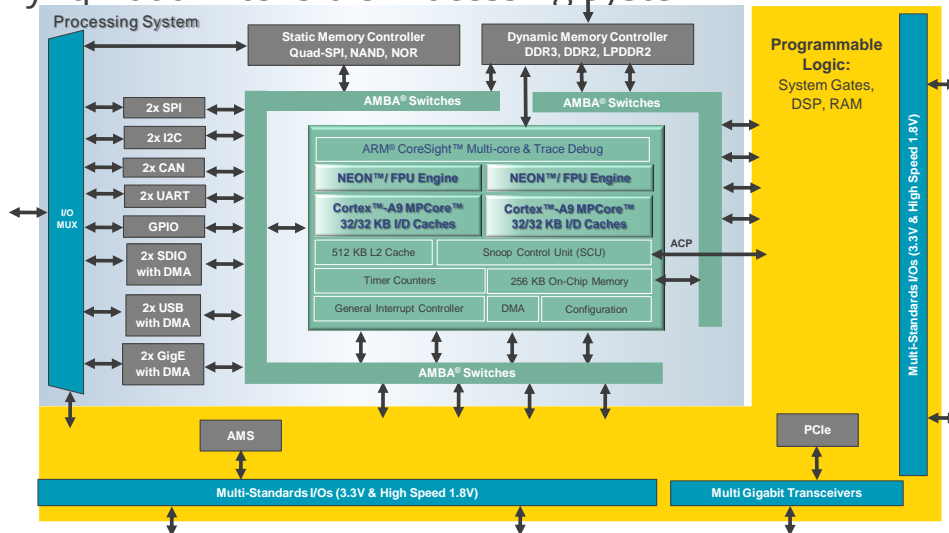 Processing System
Static Memory Controller
Quad-SPI, NAND, NOR
Dynamic Memory Controller
DDR3, DDR2, LPDDR2
Programmable
Logic:
System Gates,
DSP, RAM
AMBA® Switches
AMBA® Switches
2x SPI
2x I2C
2x CAN
2x UART
GPIO
2x SDIO
with DMA
2x USB
with DMA
2x GigE
with DMA
I/O
MUX
ARM® CoreSight™ Multi-core & Trace Debug
NEON™/ FPU Engine
NEON™/ FPU Engine
Cortex™-A9 MPCore™
32/32 KB I/D Caches
Cortex™-A9 MPCore™
32/32 KB I/D Caches
512 KB L2 Cache
Snoop Control Unit (SCU)
ACP
Timer Counters
256 KB On-Chip Memory
General Interrupt Controller
DMA
Configuration
AMBA® Switches
Multi-Standards I/Os (3.3V & High Speed 1.8V)
AMS
PCIe
Multi-Standards I/Os (3.3V & High Speed 1.8V)
Multi Gigabit Transceivers